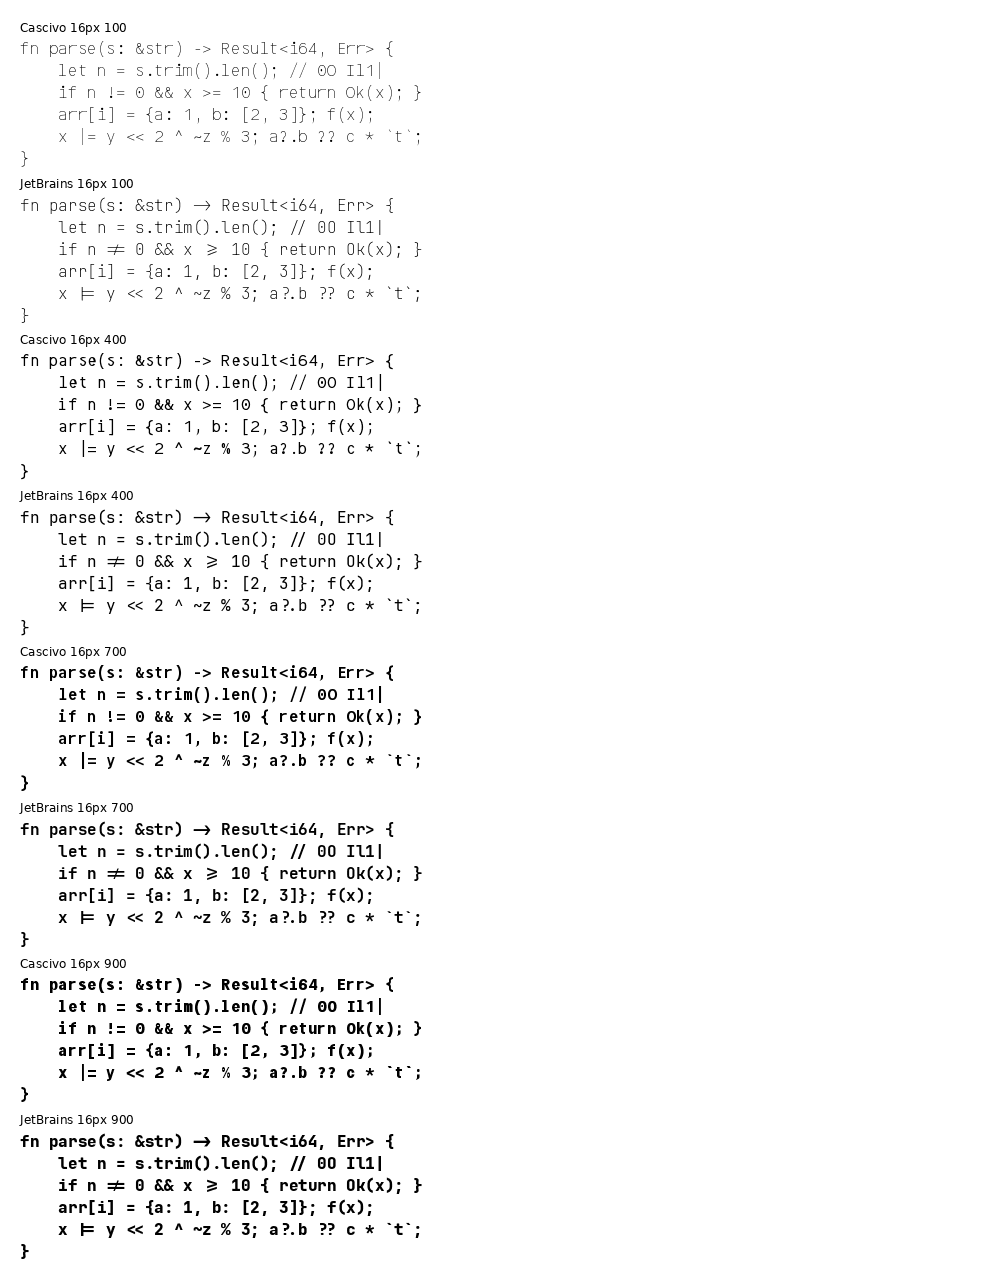 Cascivo 16px 100
fn parse(s: &str) -> Result<i64, Err> {
    let n = s.trim().len(); // 0O Il1|
    if n != 0 && x >= 10 { return Ok(x); }
    arr[i] = {a: 1, b: [2, 3]}; f(x);
    x |= y << 2 ^ ~z % 3; a?.b ?? c * `t`;
}
JetBrains 16px 100
fn parse(s: &str) -> Result<i64, Err> {
    let n = s.trim().len(); // 0O Il1|
    if n != 0 && x >= 10 { return Ok(x); }
    arr[i] = {a: 1, b: [2, 3]}; f(x);
    x |= y << 2 ^ ~z % 3; a?.b ?? c * `t`;
}
Cascivo 16px 400
fn parse(s: &str) -> Result<i64, Err> {
    let n = s.trim().len(); // 0O Il1|
    if n != 0 && x >= 10 { return Ok(x); }
    arr[i] = {a: 1, b: [2, 3]}; f(x);
    x |= y << 2 ^ ~z % 3; a?.b ?? c * `t`;
}
JetBrains 16px 400
fn parse(s: &str) -> Result<i64, Err> {
    let n = s.trim().len(); // 0O Il1|
    if n != 0 && x >= 10 { return Ok(x); }
    arr[i] = {a: 1, b: [2, 3]}; f(x);
    x |= y << 2 ^ ~z % 3; a?.b ?? c * `t`;
}
Cascivo 16px 700
fn parse(s: &str) -> Result<i64, Err> {
    let n = s.trim().len(); // 0O Il1|
    if n != 0 && x >= 10 { return Ok(x); }
    arr[i] = {a: 1, b: [2, 3]}; f(x);
    x |= y << 2 ^ ~z % 3; a?.b ?? c * `t`;
}
JetBrains 16px 700
fn parse(s: &str) -> Result<i64, Err> {
    let n = s.trim().len(); // 0O Il1|
    if n != 0 && x >= 10 { return Ok(x); }
    arr[i] = {a: 1, b: [2, 3]}; f(x);
    x |= y << 2 ^ ~z % 3; a?.b ?? c * `t`;
}
Cascivo 16px 900
fn parse(s: &str) -> Result<i64, Err> {
    let n = s.trim().len(); // 0O Il1|
    if n != 0 && x >= 10 { return Ok(x); }
    arr[i] = {a: 1, b: [2, 3]}; f(x);
    x |= y << 2 ^ ~z % 3; a?.b ?? c * `t`;
}
JetBrains 16px 900
fn parse(s: &str) -> Result<i64, Err> {
    let n = s.trim().len(); // 0O Il1|
    if n != 0 && x >= 10 { return Ok(x); }
    arr[i] = {a: 1, b: [2, 3]}; f(x);
    x |= y << 2 ^ ~z % 3; a?.b ?? c * `t`;
}